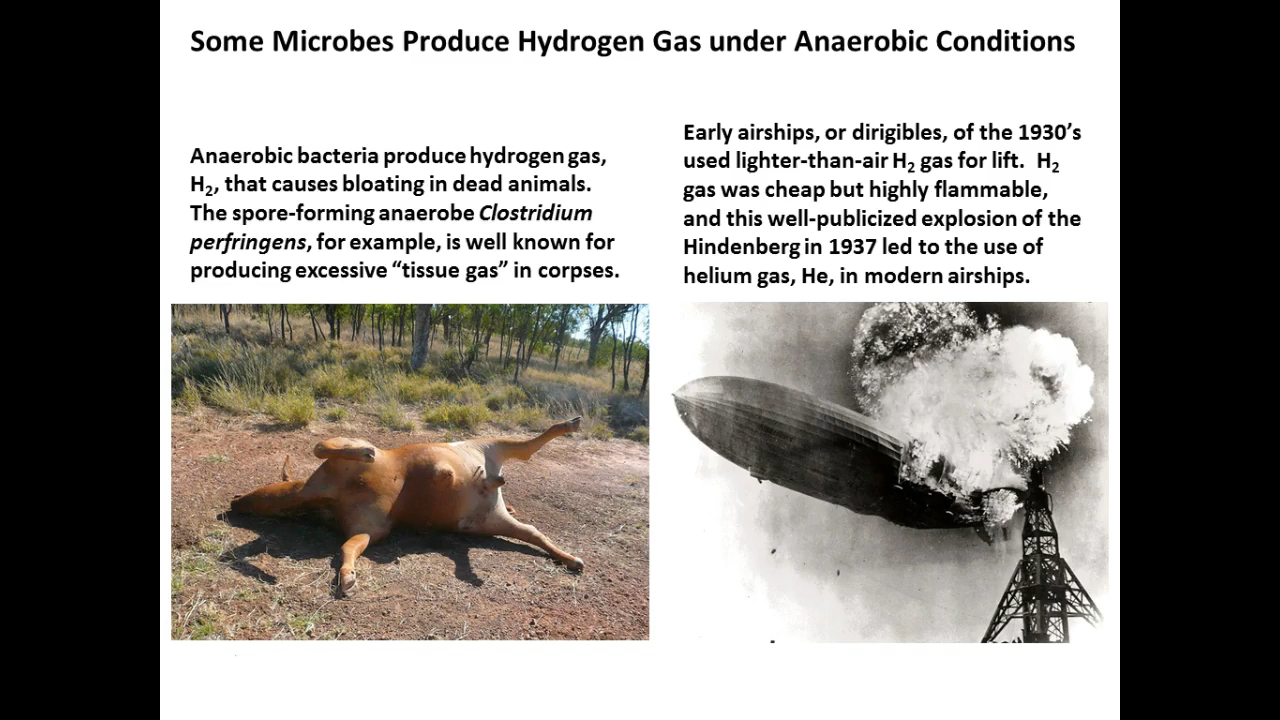 Some Microbes Produce Hydrogen Gas under Anaerobic Conditions
Anaerobic bacteria produce hydrogen gas,
H₂, that causes bloating in dead animals.
The spore-forming anaerobe Clostridium
perfringens, for example, is well known for
producing excessive “tissue gas” in corpses.
Early airships, or dirigibles, of the 1930’s
used lighter-than-air H₂ gas for lift. H₂
gas was cheap but highly flammable,
and this well-publicized explosion of the
Hindenberg in 1937 led to the use of
helium gas, He, in modern airships.